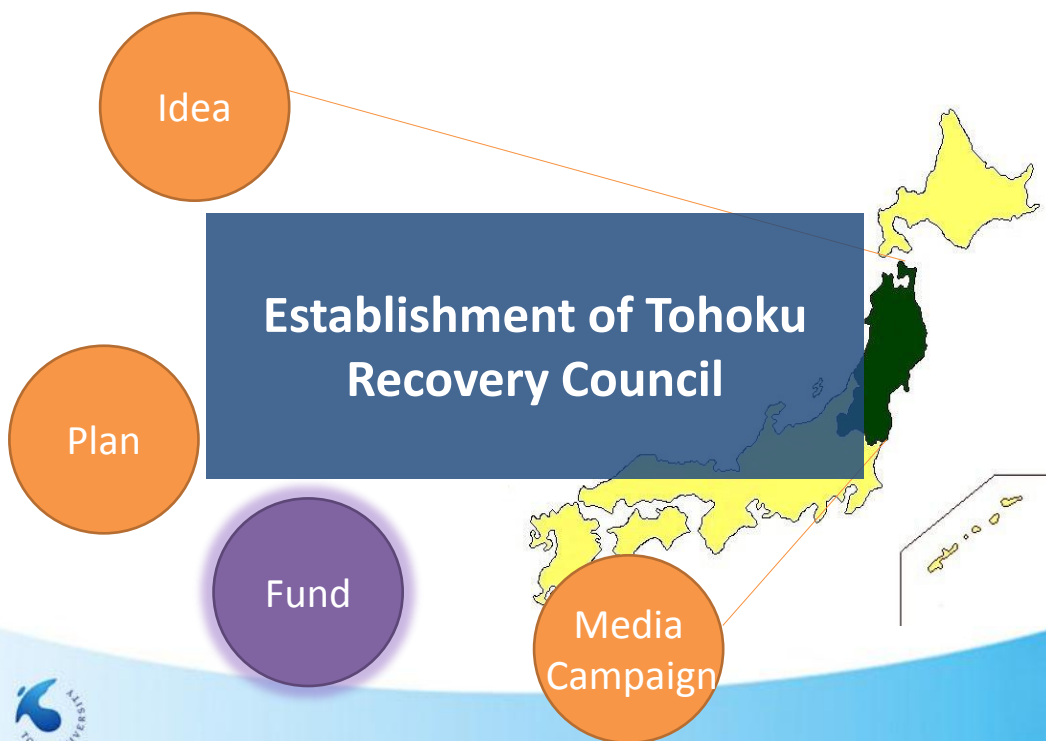 Idea
Establishment of Tohoku
Recovery Council
Plan
Fund
Media
Campaign